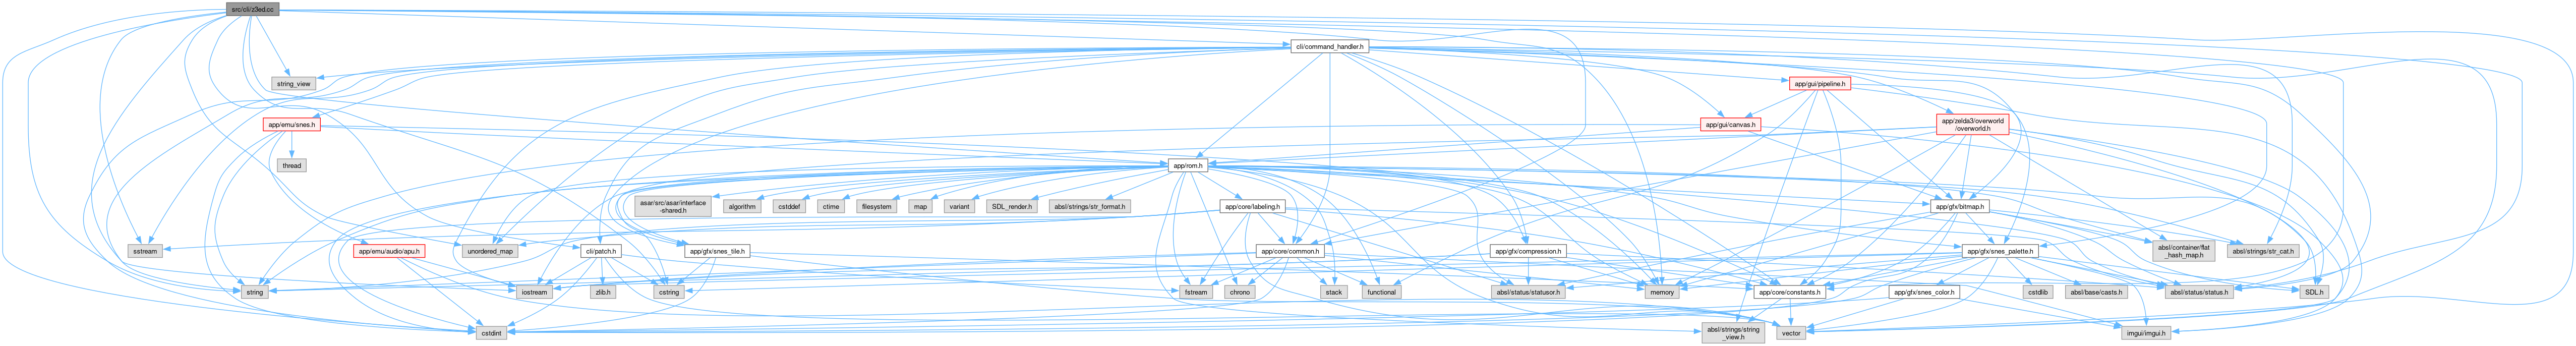 src/cli/z3ed.cc
cli/command_handler.h
string_view
app/gui/pipeline.h
app/emu/snes.h
app/gui/canvas.h
app/zelda3/overworld
/overworld.h
thread
app/rom.h
asar/src/asar/interface
-shared.h
algorithm
cstddef
ctime
filesystem
map
variant
SDL_render.h
absl/strings/str_format.h
app/core/labeling.h
app/gfx/bitmap.h
sstream
app/emu/audio/apu.h
unordered_map
cli/patch.h
app/gfx/snes_tile.h
app/core/common.h
app/gfx/compression.h
app/gfx/snes_palette.h
absl/container/flat
_hash_map.h
absl/strings/str_cat.h
string
iostream
zlib.h
cstring
fstream
chrono
stack
functional
absl/status/statusor.h
memory
app/core/constants.h
app/gfx/snes_color.h
cstdlib
absl/base/casts.h
absl/status/status.h
SDL.h
cstdint
absl/strings/string
_view.h
vector
imgui/imgui.h